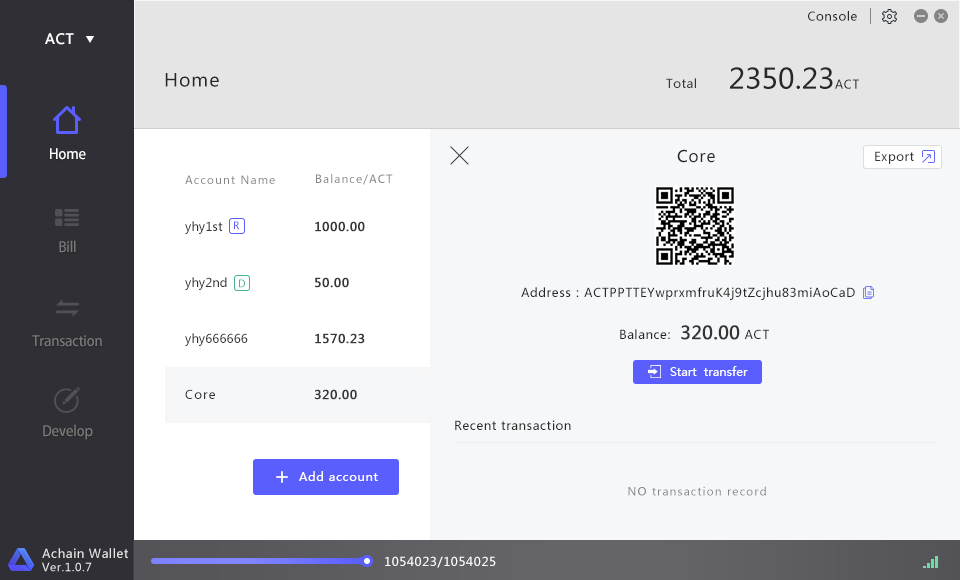 ACT
Console
Home
Total 2350.23ACT
Home
Bill
Transaction
Develop
Account Name Balance/ACT
yhy1st R 1000.00
yhy2nd D 50.00
yhy666666 1570.23
Core 320.00
Add account
Core
Export
Address : ACTPPTTEYwprxmfruK4j9tZcjhu83miAoCaD
Balance: 320.00 ACT
Start transfer
Recent transaction
NO transaction record
Achain Wallet
Ver.1.0.7
1054023/1054025